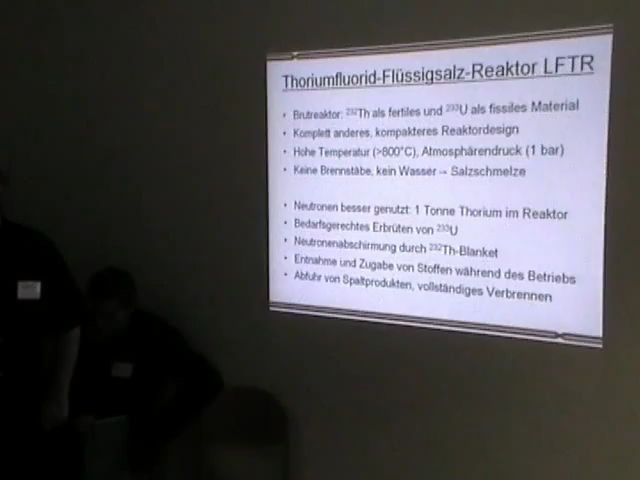 Thoriumfluorid-Flüssigsalz-Reaktor LFTR
• Brutreaktor: ²³²Th als fertiles und ²³³U als fissiles Material
• Komplett anderes, kompakteres Reaktordesign
• Hohe Temperatur (>800°C), Atmosphärendruck (1 bar)
• Keine Brennstäbe, kein Wasser → Salzschmelze
• Neutronen besser genutzt: 1 Tonne Thorium im Reaktor
• Bedarfsgerechtes Erbrüten von ²³³U
• Neutronenabschirmung durch ²³²Th-Blanket
• Entnahme und Zugabe von Stoffen während des Betriebs
• Abfuhr von Spaltprodukten, vollständiges Verbrennen